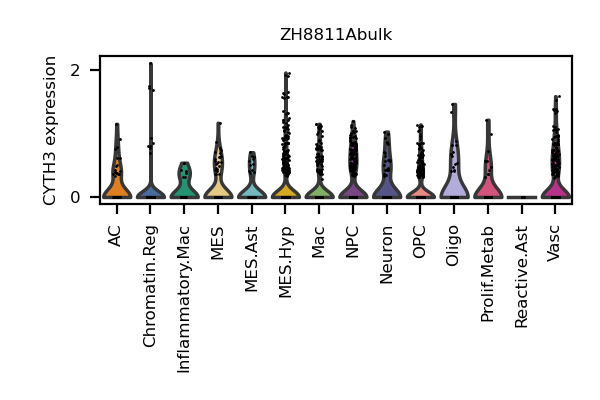 ZH8811Abulk
CYTH3 expression
2
0
AC
Chromatin.Reg
Inflammatory.Mac
MES
MES.Ast
MES.Hyp
Mac
NPC
Neuron
OPC
Oligo
Prolif.Metab
Reactive.Ast
Vasc